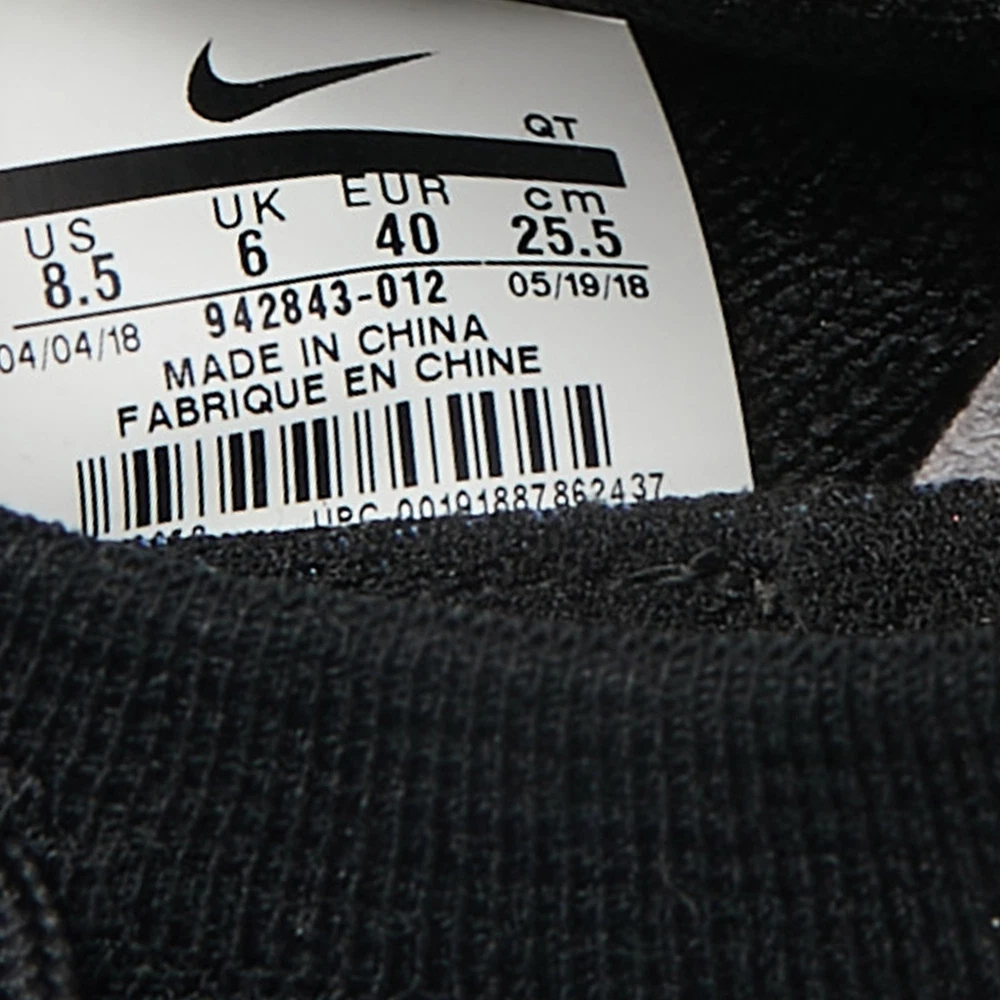 QT
US UK EUR cm
8.5 6 40 25.5
04/04/18 942843-012 05/19/18
MADE IN CHINA
FABRIQUE EN CHINE
UPC 00191887862437